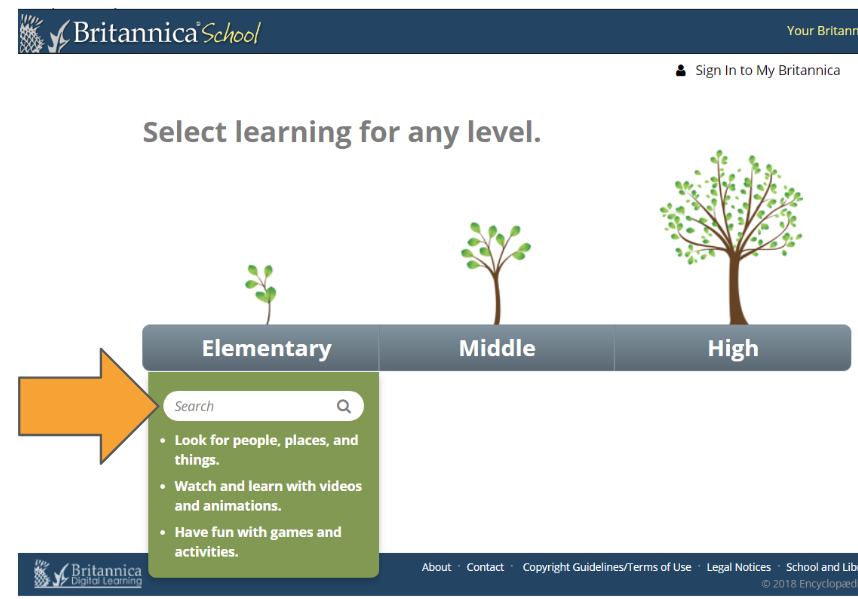 Britannica School
Your Britann
Sign In to My Britannica
Select learning for any level.
Elementary
Middle
High
Search
• Look for people, places, and
things.
• Watch and learn with videos
and animations.
• Have fun with games and
activities.
Britannica
Digital Learning
About · Contact · Copyright Guidelines/Terms of Use · Legal Notices · School and Lib
© 2018 Encyclopæd